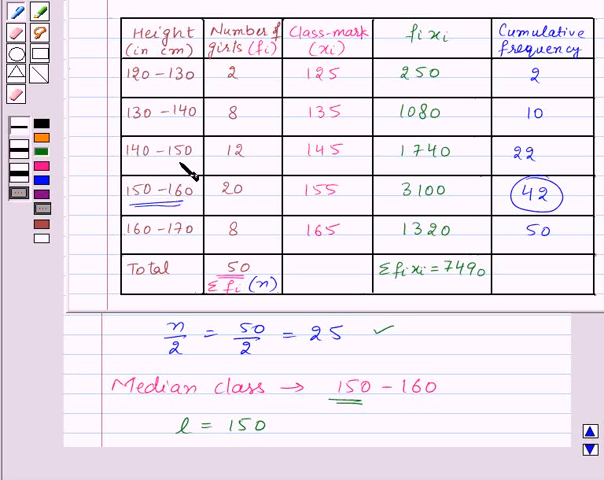 Height (in cm) Number of girls (fi) Class-mark (xi) fixi Cumulative frequency
120-130 2 125 250 2
130-140 8 135 1080 10
140-150 12 145 1740 22
150-160 20 155 3100 42
160-170 8 165 1320 50
Total 50 Σfi (n) Σfixi = 7490
n/2 = 50/2 = 25 ✓
Median class → 150-160
l = 150